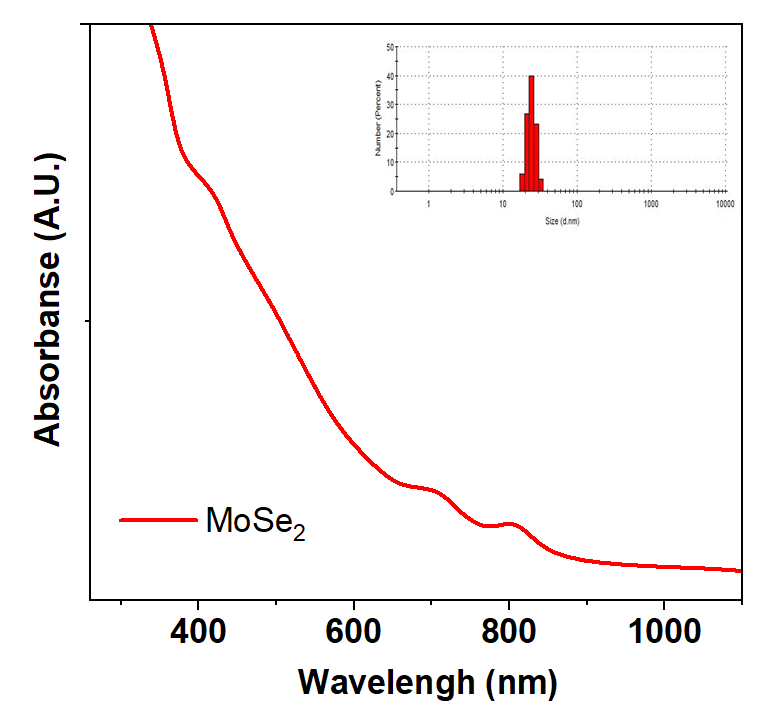 50
40
30
20
10
0
Number (Percent)
1 10 100 1000 10000
Size (d.nm)
Absorbanse (A.U.)
MoSe₂
400 600 800 1000
Wavelengh (nm)